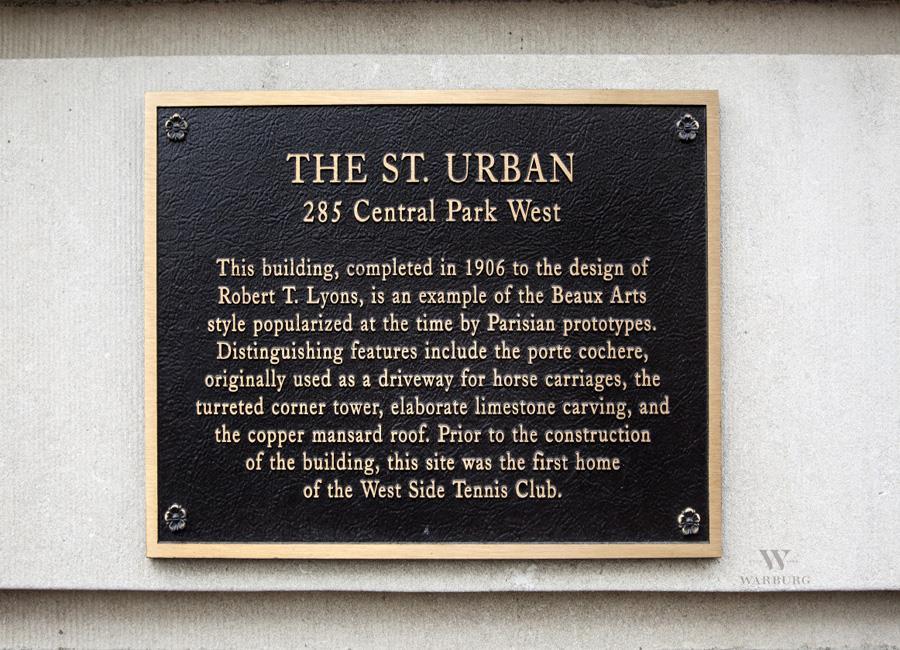 THE ST. URBAN
285 Central Park West
This building, completed in 1906 to the design of
Robert T. Lyons, is an example of the Beaux Arts
style popularized at the time by Parisian prototypes.
Distinguishing features include the porte cochere,
originally used as a driveway for horse carriages, the
turreted corner tower, elaborate limestone carving, and
the copper mansard roof. Prior to the construction
of the building, this site was the first home
of the West Side Tennis Club.
W
WARBURG